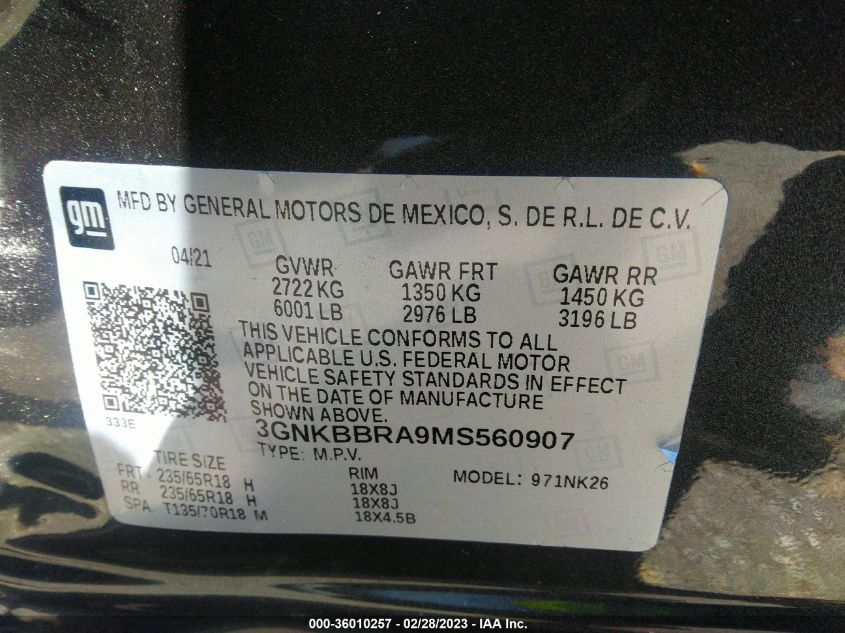 gm
MFD BY GENERAL MOTORS DE MEXICO, S. DE R.L. DE C.V.
04/21
GVWR GAWR FRT GAWR RR
2722 KG 1350 KG 1450 KG
6001 LB 2976 LB 3196 LB
THIS VEHICLE CONFORMS TO ALL
APPLICABLE U.S. FEDERAL MOTOR
VEHICLE SAFETY STANDARDS IN EFFECT
ON THE DATE OF MANUFACTURE
SHOWN ABOVE.
333E
3GNKBBRA9MS560907
TYPE: M.P.V.
TIRE SIZE RIM MODEL: 971NK26
FRT - 235/65R18 H 18X8J
RR 235/65R18 H 18X8J
SPA T135/70R18 M 18X4.5B
000-36010257 - 02/28/2023 - IAA Inc.